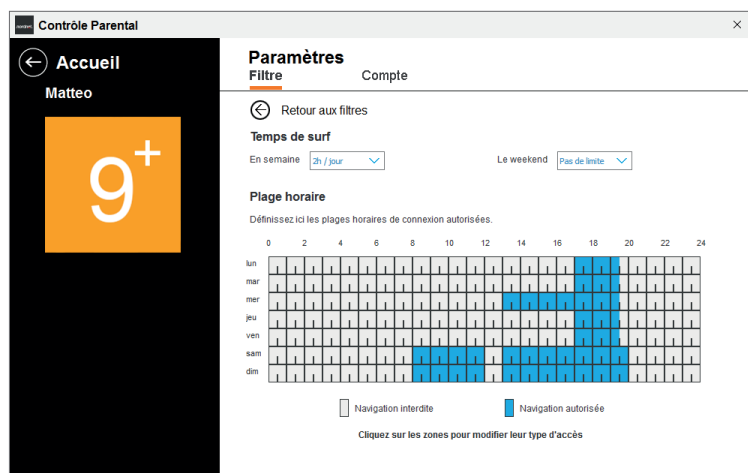 Contrôle Parental
Accueil
Matteo
9+
Paramètres
Filtre Compte
Retour aux filtres
Temps de surf
En semaine 2h / jour Le weekend Pas de limite
Plage horaire
Définissez ici les plages horaires de connexion autorisées.
0 2 4 6 8 10 12 14 16 18 20 22 24
lun
mar
mer
jeu
ven
sam
dim
Navigation interdite Navigation autorisée
Cliquez sur les zones pour modifier leur type d'accès